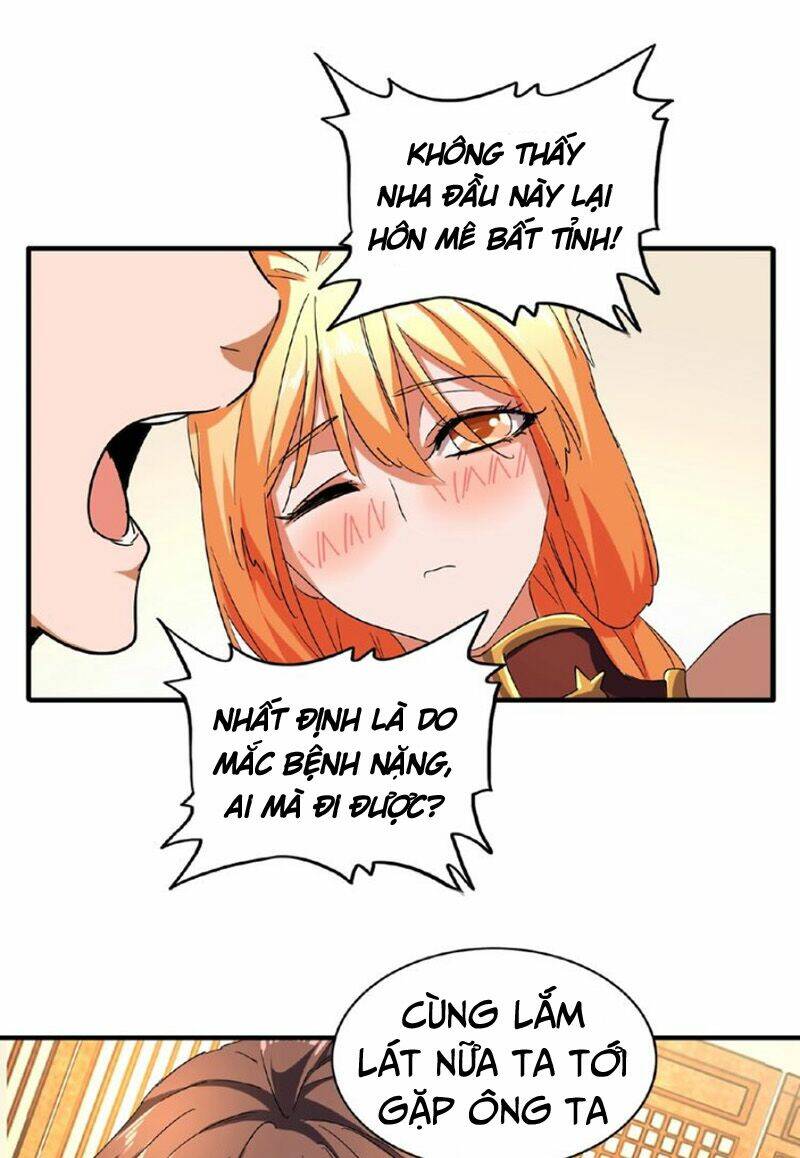 KHÔNG THẤY
NHA ĐẦU NÀY LẠI
HÔN MÊ BẤT TỈNH!
NHẤT ĐỊNH LÀ DO
MẮC BỆNH NẶNG,
AI MÀ ĐI ĐƯỢC?
CÙNG LẮM
LÁT NỮA TA TỚI
GẶP ÔNG TA